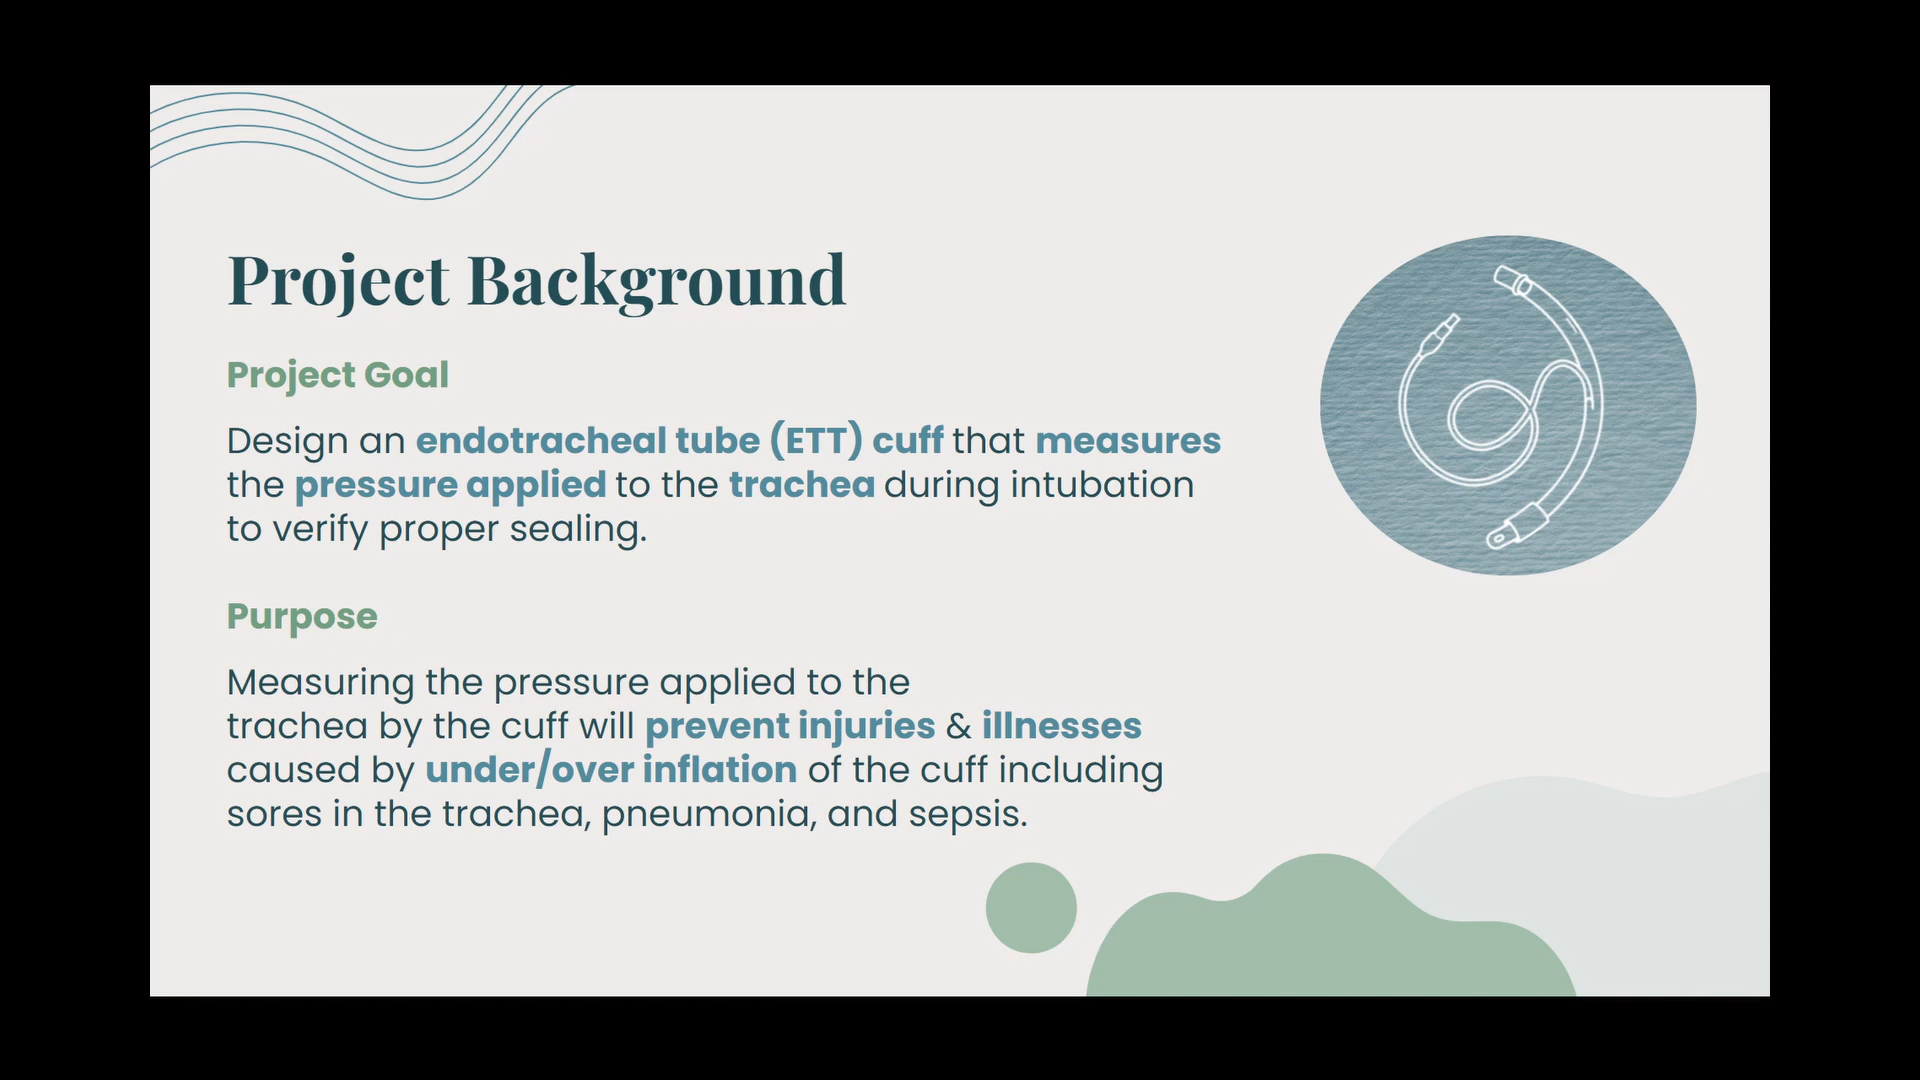 Project Background
Project Goal
Design an endotracheal tube (ETT) cuff that measures
the pressure applied to the trachea during intubation
to verify proper sealing.
Purpose
Measuring the pressure applied to the
trachea by the cuff will prevent injuries & illnesses
caused by under/over inflation of the cuff including
sores in the trachea, pneumonia, and sepsis.